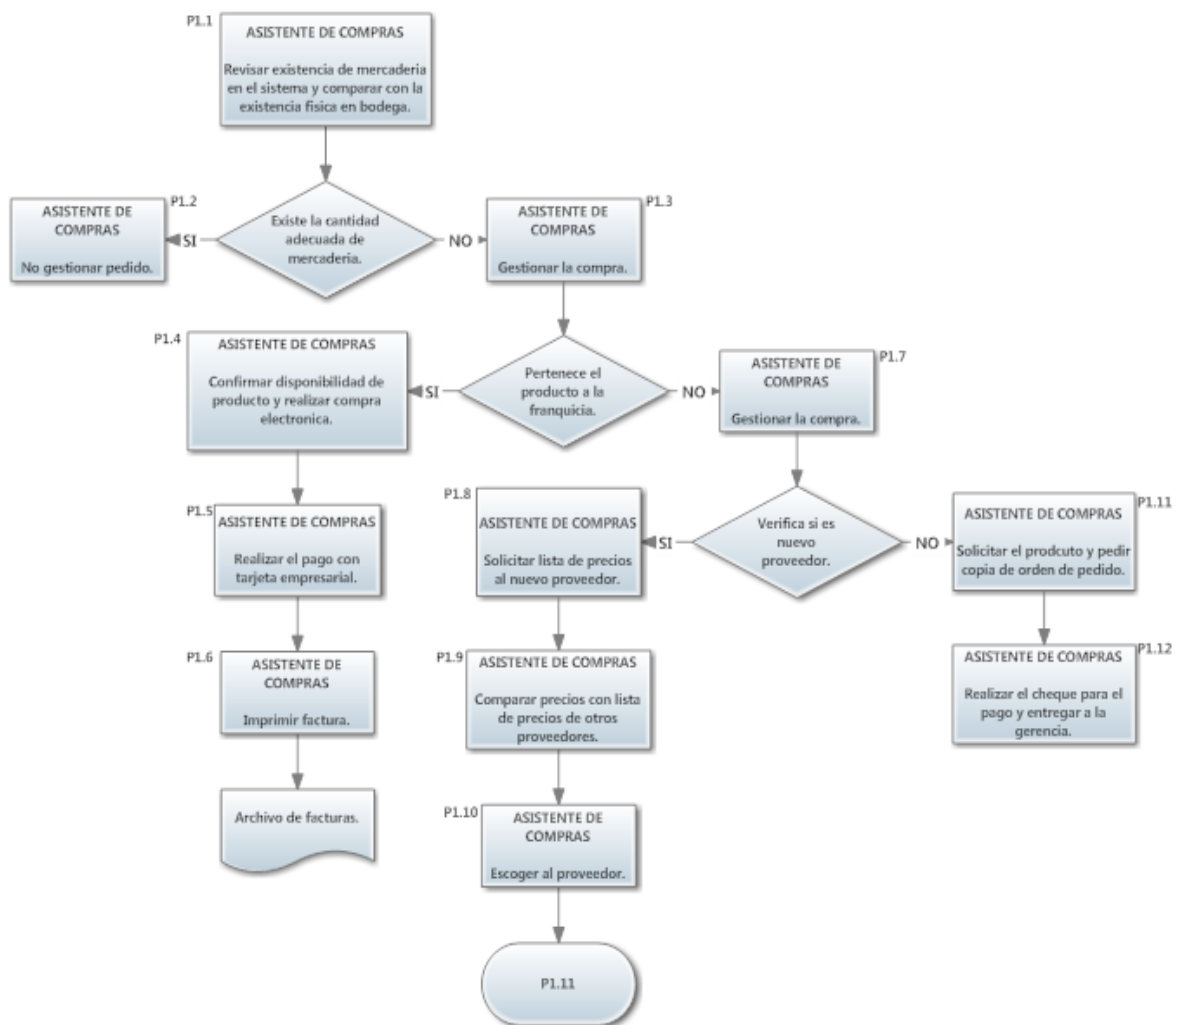 P1.1
ASISTENTE DE COMPRAS
Revisar existencia de mercaderia
en el sistema y comparar con la
existencia fisica en bodega.
P1.2
ASISTENTE DE
COMPRAS
No gestionar pedido.
SI
Existe la cantidad
adecuada de
mercaderia.
NO
P1.3
ASISTENTE DE
COMPRAS
Gestionar la compra.
P1.4
ASISTENTE DE COMPRAS
Confirmar disponibilidad de
producto y realizar compra
electronica.
SI
Pertenece el
producto a la
franquicia.
NO
P1.7
ASISTENTE DE
COMPRAS
Gestionar la compra.
P1.5
ASISTENTE DE COMPRAS
Realizar el pago con
tarjeta empresarial.
P1.8
ASISTENTE DE COMPRAS
Solicitar lista de precios
al nuevo proveedor.
SI
Verifica si es
nuevo
proveedor.
NO
P1.11
ASISTENTE DE COMPRAS
Solicitar el prodcuto y pedir
copia de orden de pedido.
P1.6
ASISTENTE DE
COMPRAS
Imprimir factura.
P1.9
ASISTENTE DE COMPRAS
Comparar precios con lista
de precios de otros
proveedores.
P1.12
ASISTENTE DE COMPRAS
Realizar el cheque para el
pago y entregar a la
gerencia.
Archivo de facturas.
P1.10
ASISTENTE DE
COMPRAS
Escoger al proveedor.
P1.11